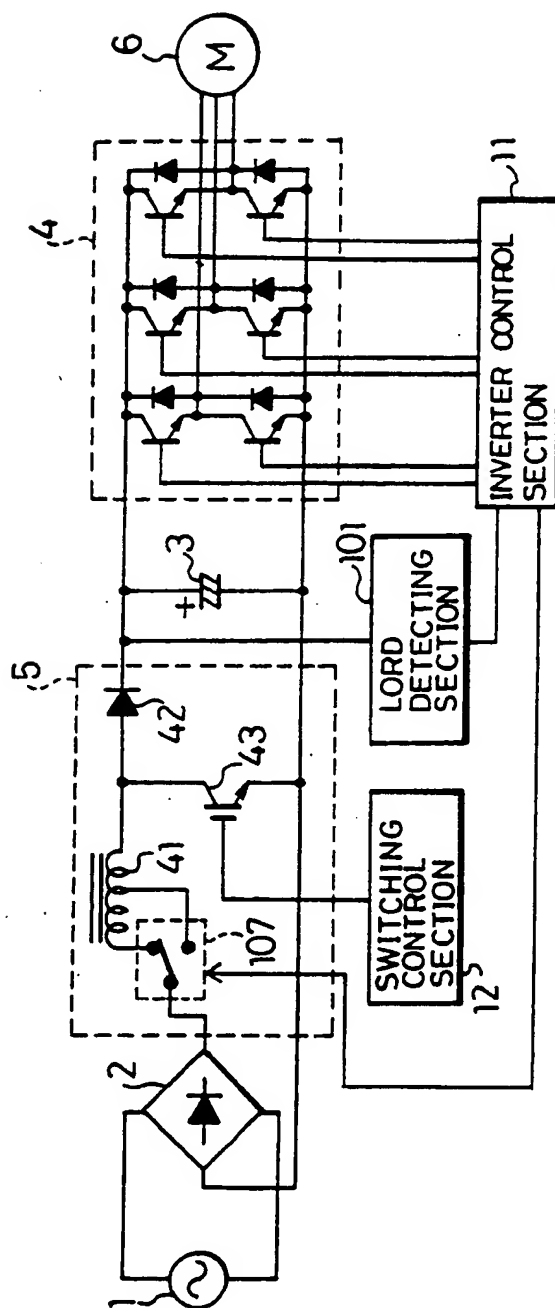 4
6
M
5
3
+
42
2
41
43
107
1
101
11
LORD
DETECTING
SECTION
INVERTER CONTROL
SECTION
SWITCHING
CONTROL
SECTION
12